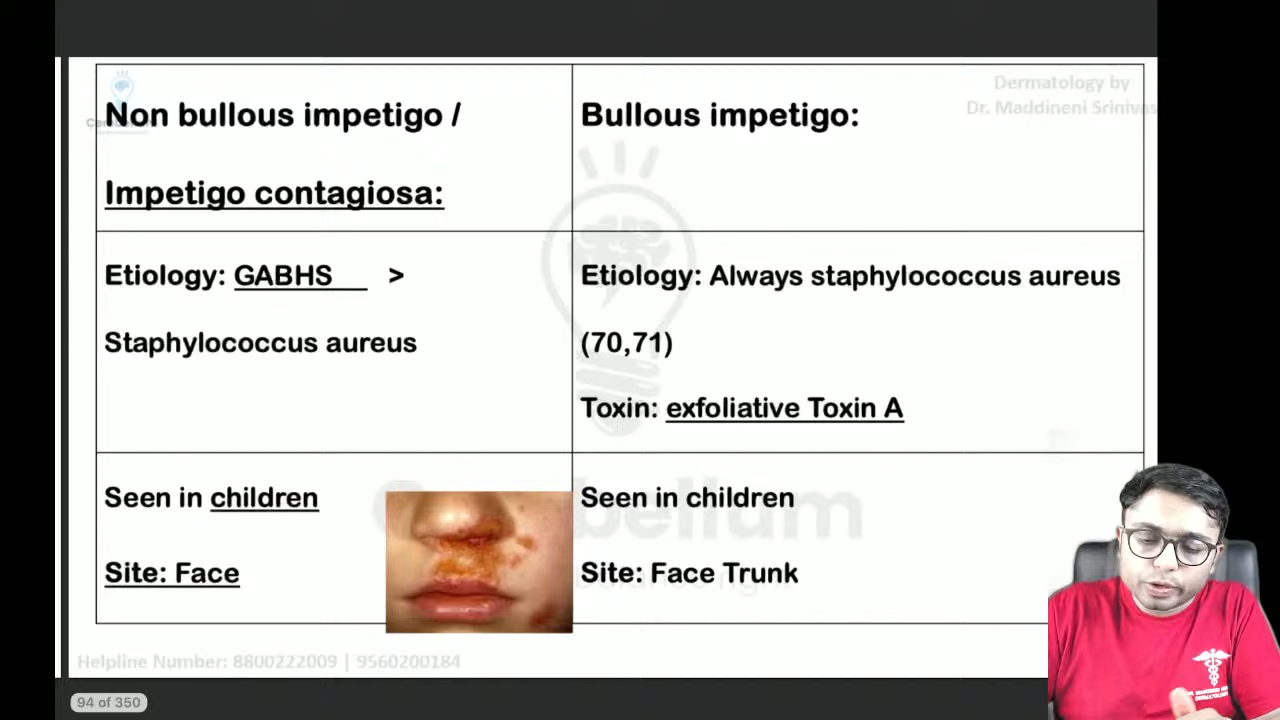 Dermatology by
Dr. Maddineni Srinivas
Non bullous impetigo /
Impetigo contagiosa:
Bullous impetigo:
Etiology: GABHS >
Staphylococcus aureus
Etiology: Always staphylococcus aureus
(70,71)
Toxin: exfoliative Toxin A
Seen in children
Site: Face
Seen in children
Site: Face Trunk
Helpline Number: 8800222009 | 9560200184
94 of 350